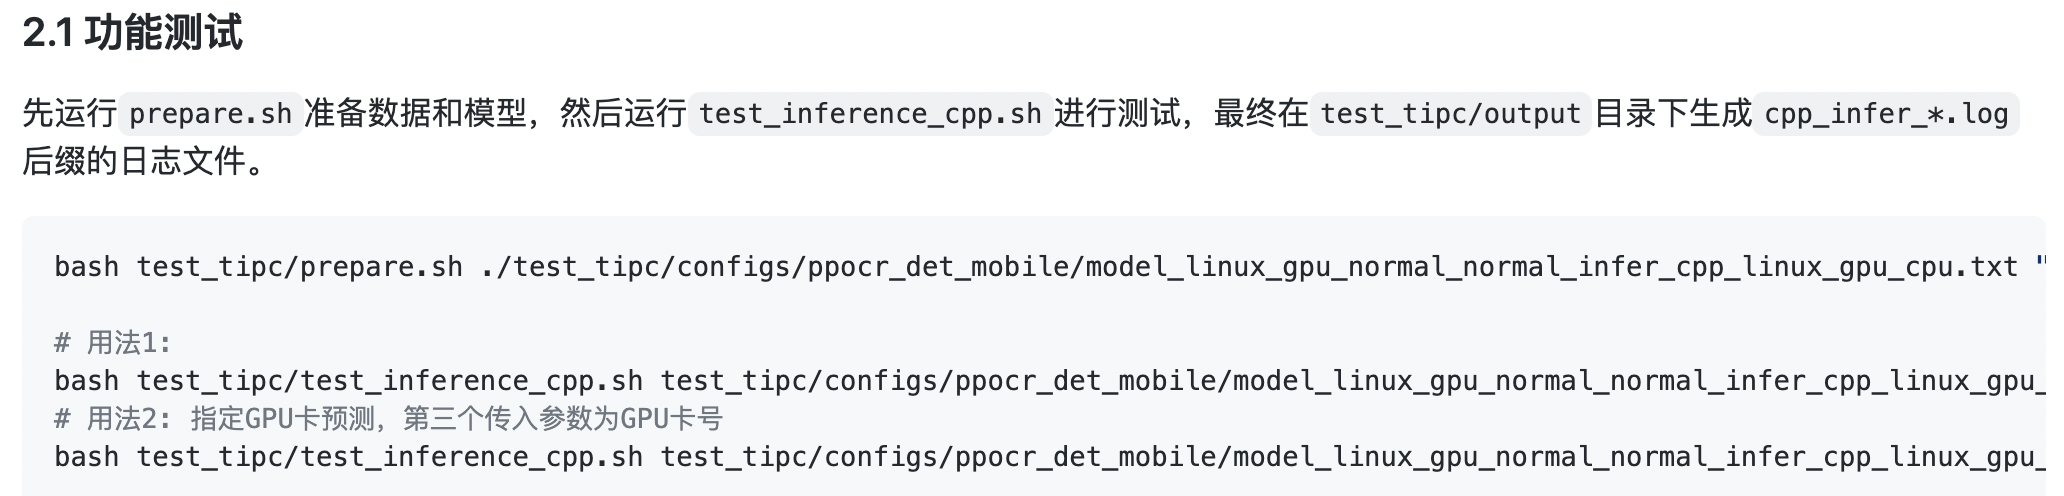 2.1 功能测试
先运行 prepare.sh 准备数据和模型，然后运行 test_inference_cpp.sh 进行测试，最终在 test_tipc/output 目录下生成 cpp_infer_*.log
后缀的日志文件。
bash test_tipc/prepare.sh ./test_tipc/configs/ppocr_det_mobile/model_linux_gpu_normal_normal_infer_cpp_linux_gpu_cpu.txt "
# 用法1:
bash test_tipc/test_inference_cpp.sh test_tipc/configs/ppocr_det_mobile/model_linux_gpu_normal_normal_infer_cpp_linux_gpu_
# 用法2: 指定GPU卡预测，第三个传入参数为GPU卡号
bash test_tipc/test_inference_cpp.sh test_tipc/configs/ppocr_det_mobile/model_linux_gpu_normal_normal_infer_cpp_linux_gpu_